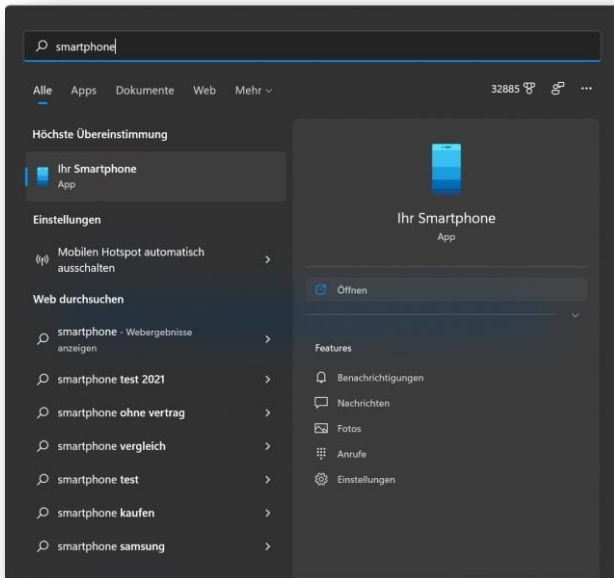 smartphone
Alle Apps Dokumente Web Mehr
32885
Höchste Übereinstimmung
Ihr Smartphone
App
Einstellungen
Mobilen Hotspot automatisch
ausschalten
Web durchsuchen
smartphone - Webergebnisse
anzeigen
smartphone test 2021
smartphone ohne vertrag
smartphone vergleich
smartphone test
smartphone kaufen
smartphone samsung
Ihr Smartphone
App
Öffnen
Features
Benachrichtigungen
Nachrichten
Fotos
Anrufe
Einstellungen